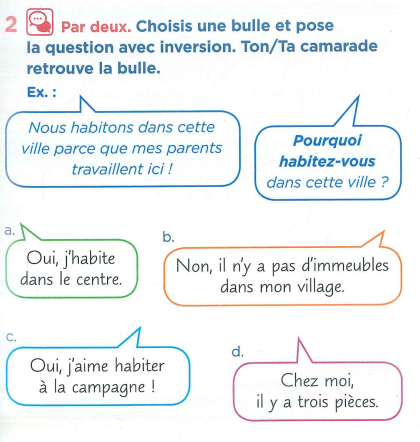 2 Par deux. Choisis une bulle et pose
la question avec inversion. Ton/Ta camarade
retrouve la bulle.
Ex. :
Nous habitons dans cette
ville parce que mes parents
travaillent ici !
Pourquoi
habitez-vous
dans cette ville ?
a.
Oui, j'habite
dans le centre.
b.
Non, il n'y a pas d'immeubles
dans mon village.
c.
Oui, j'aime habiter
à la campagne !
d.
Chez moi,
il y a trois pièces.